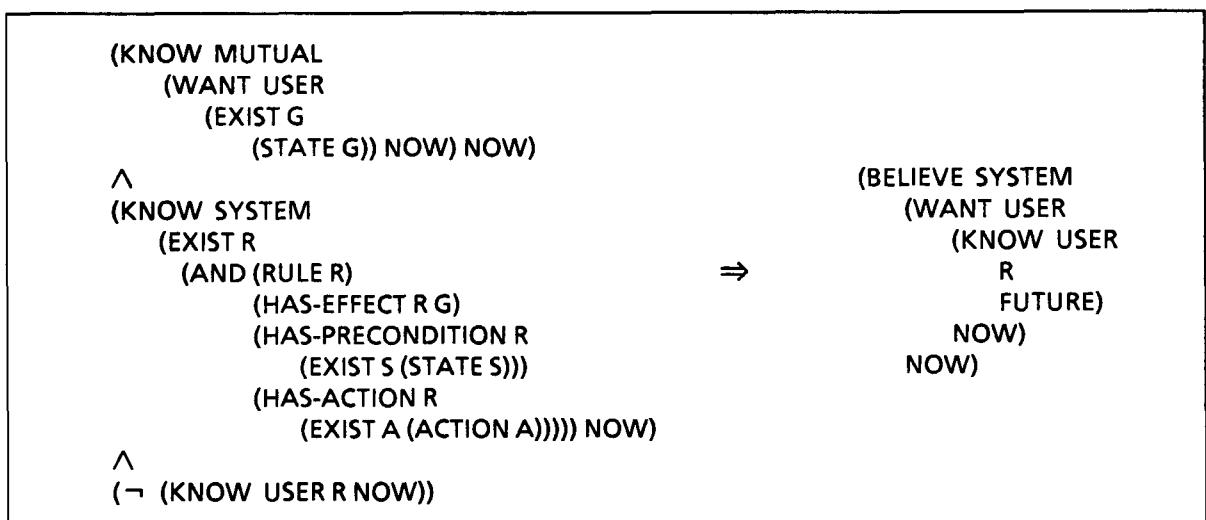 (KNOW MUTUAL
(WANT USER
(EXIST G
(STATE G)) NOW) NOW)
∧
(KNOW SYSTEM
(EXIST R
(AND (RULE R)
(HAS-EFFECT R G)
(HAS-PRECONDITION R
(EXIST S (STATE S)))
(HAS-ACTION R
(EXIST A (ACTION A))))) NOW)
∧
(¬ (KNOW USER R NOW))
⇒
(BELIEVE SYSTEM
(WANT USER
(KNOW USER
R
FUTURE)
NOW)
NOW)